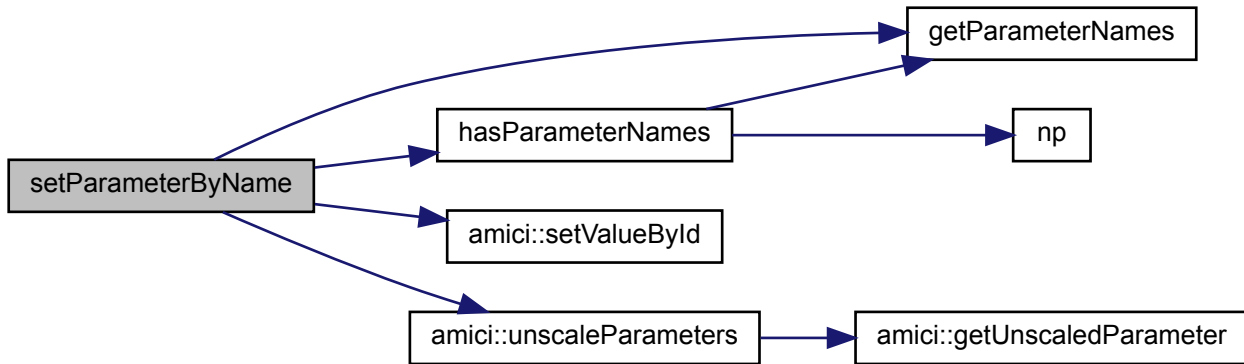 getParameterNames
hasParameterNames
np
setParameterByName
amici::setValueById
amici::unscaleParameters
amici::getUnscaledParameter